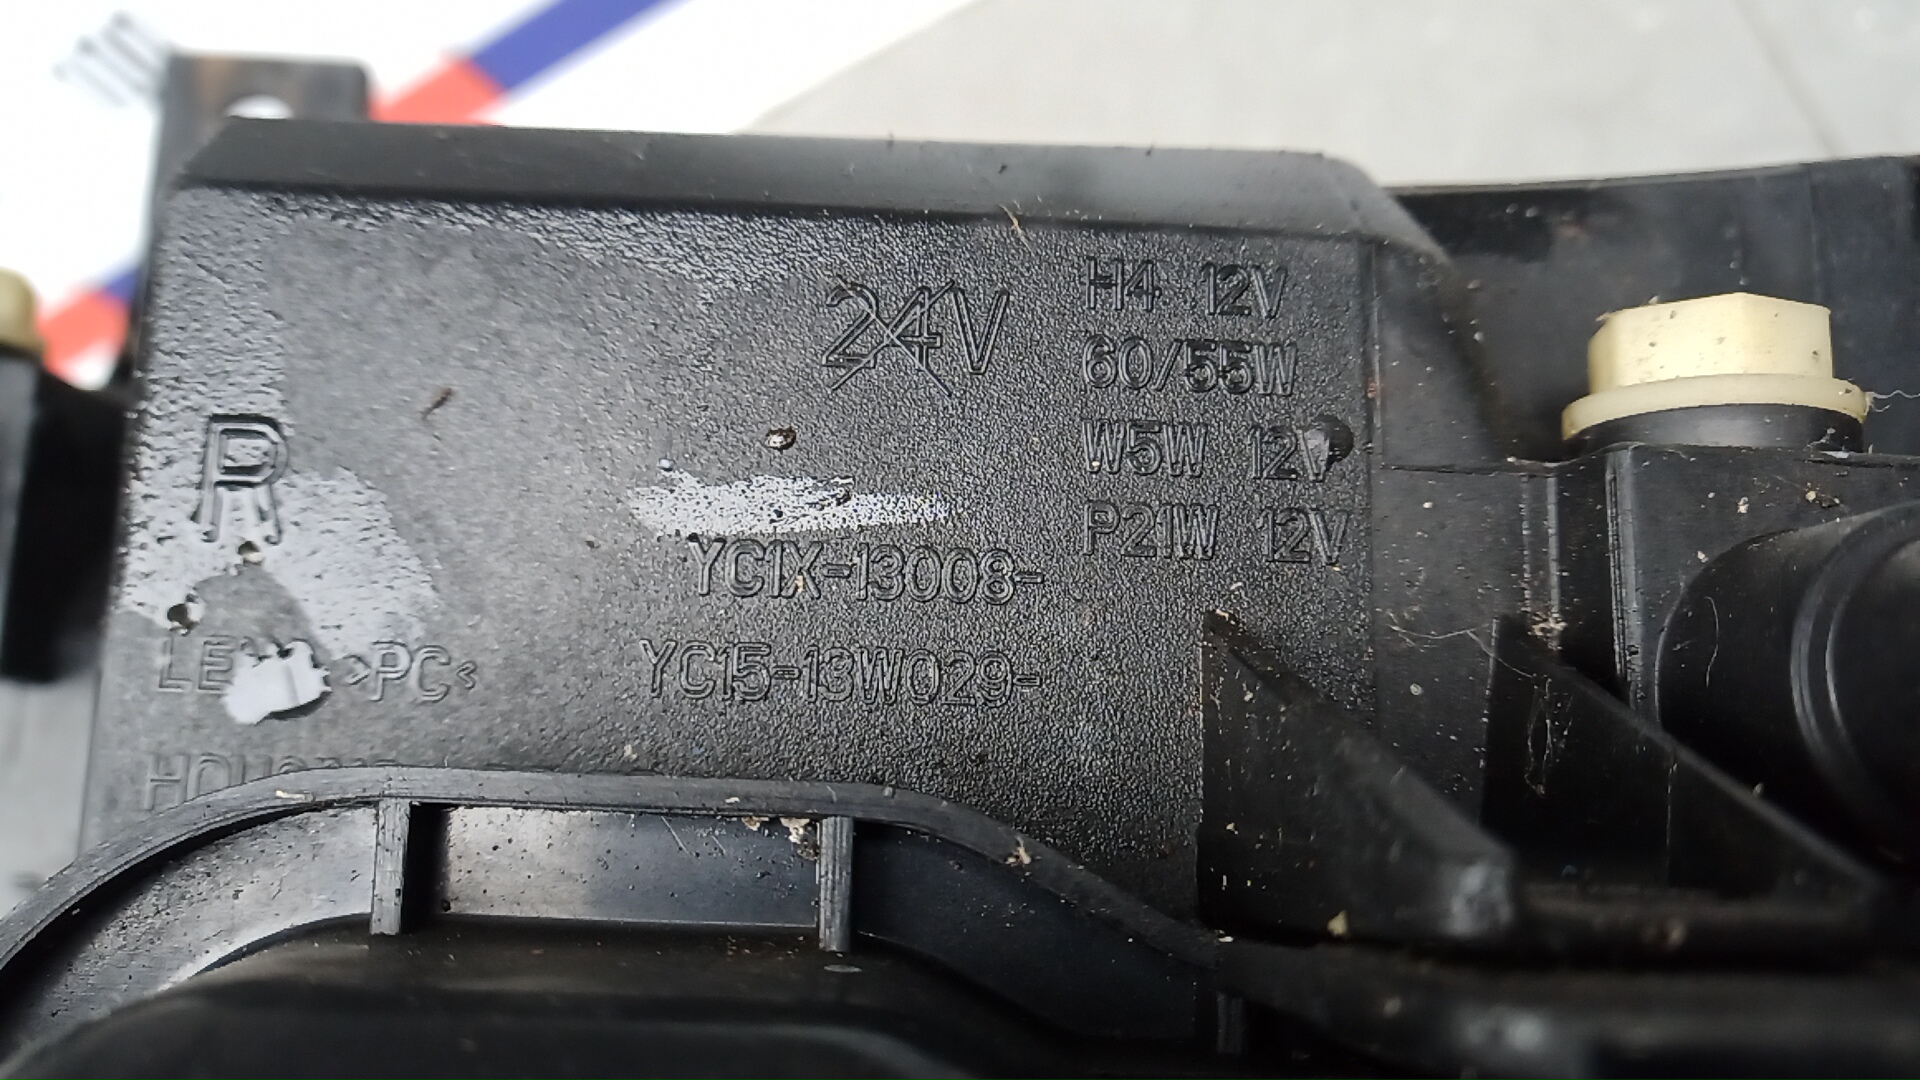 24V
H4 12V
60/55W
W5W 12V
P21W 12V
R
YC1X-13008-
YC15-13W029-
>PC<